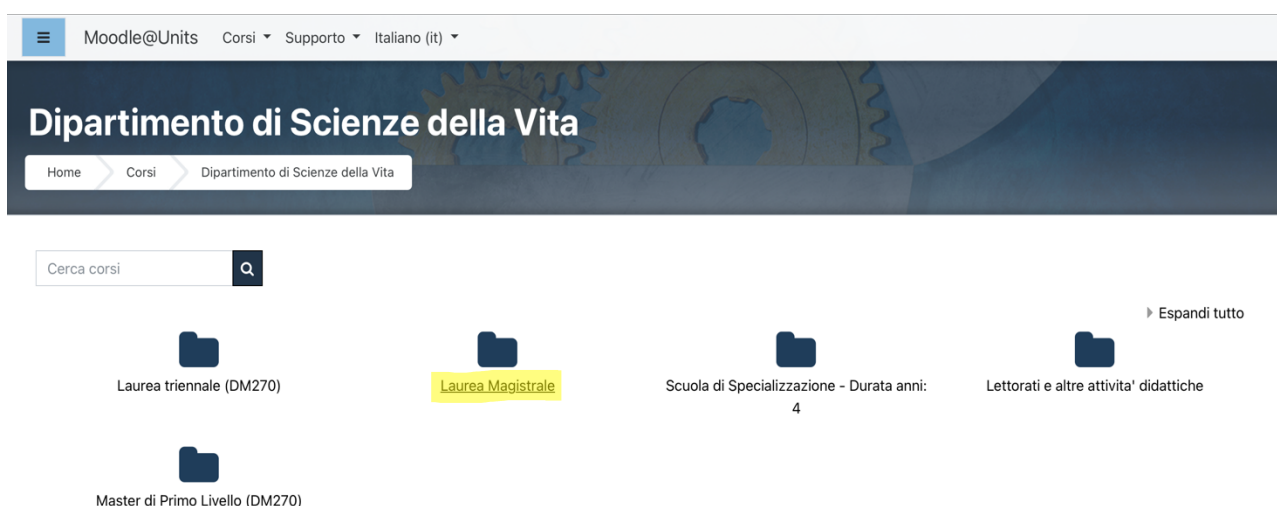 Moodle@Units Corsi Supporto Italiano (it)
Dipartimento di Scienze della Vita
Home Corsi Dipartimento di Scienze della Vita
Cerca corsi
Espandi tutto
Laurea triennale (DM270)
Laurea Magistrale
Scuola di Specializzazione - Durata anni:
4
Lettorati e altre attivita' didattiche
Master di Primo Livello (DM270)